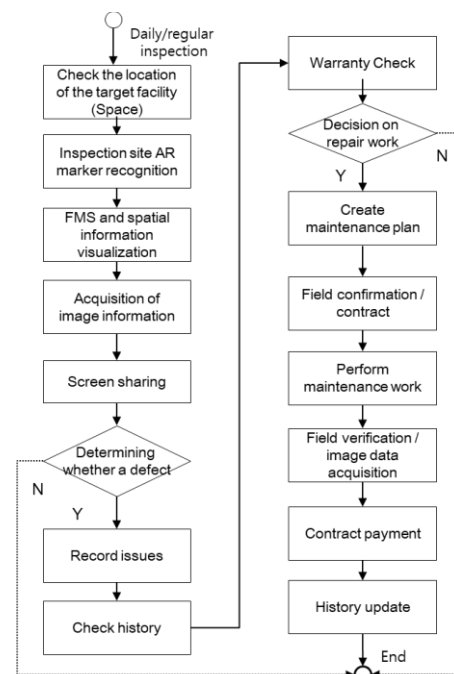 Daily/regular
inspection
Check the location
of the target facility
(Space)
Inspection site AR
marker recognition
FMS and spatial
information
visualization
Acquisition of
image information
Screen sharing
Determining
whether a defect
N
Y
Record issues
Check history
Warranty Check
Decision on
repair work
N
Y
Create
maintenance plan
Field confirmation /
contract
Perform
maintenance work
Field verification /
image data
acquisition
Contract payment
History update
End